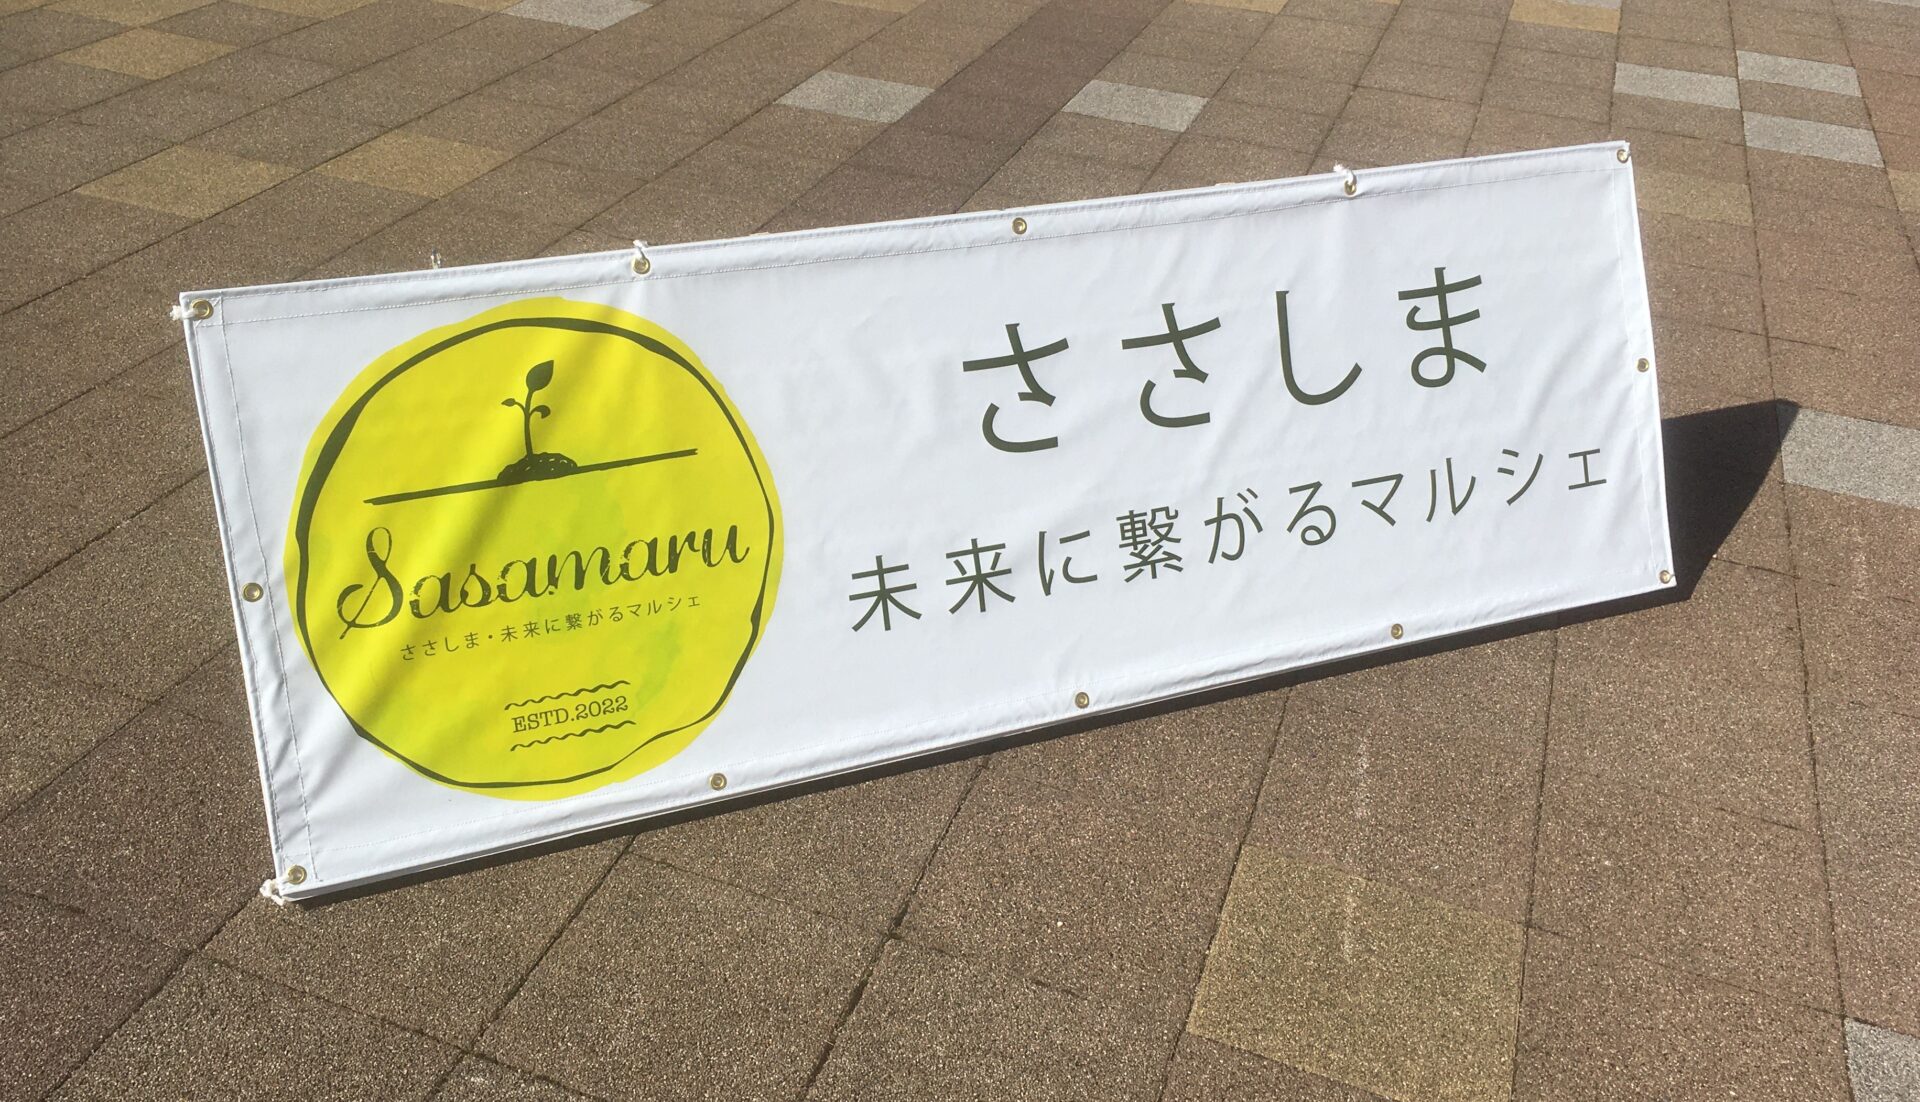 Sasamaru
ささしま・未来に繋がるマルシェ
ESTD.2022
ささしま
未来に繋がるマルシェ